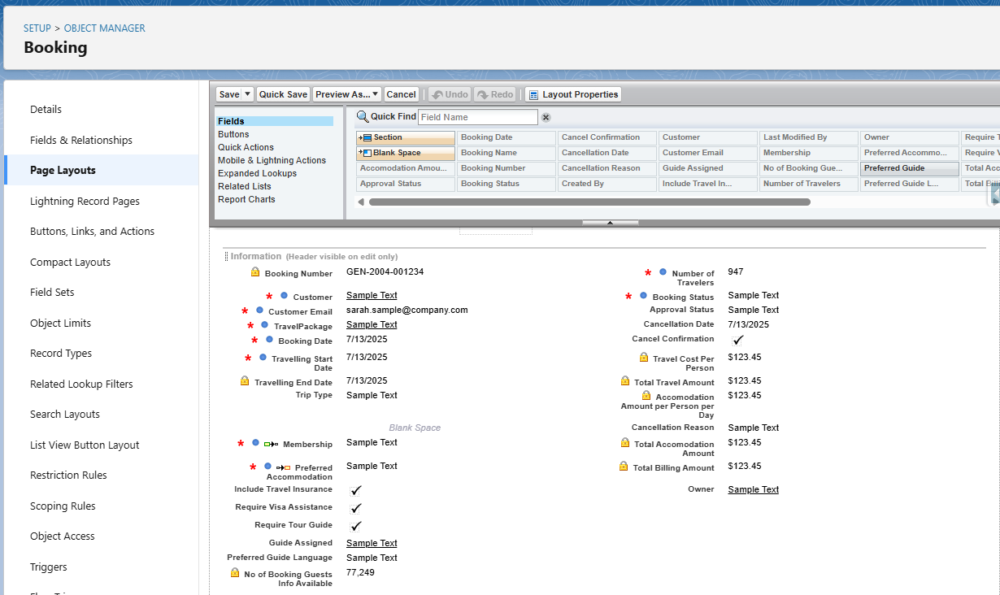 SETUP > OBJECT MANAGER
Booking
Details
Fields & Relationships
Page Layouts
Lightning Record Pages
Buttons, Links, and Actions
Compact Layouts
Field Sets
Object Limits
Record Types
Related Lookup Filters
Search Layouts
List View Button Layout
Restriction Rules
Scoping Rules
Object Access
Triggers
Save Quick Save Preview As... Cancel Undo Redo Layout Properties
Fields
Buttons
Quick Actions
Mobile & Lightning Actions
Expanded Lookups
Related Lists
Report Charts
Quick Find Field Name
Section Booking Date Cancel Confirmation Customer Last Modified By Owner Require T
Blank Space Booking Name Cancellation Date Customer Email Membership Preferred Accommo... Require V
Accomodation Amou... Booking Number Cancellation Reason Guide Assigned No of Booking Gue... Preferred Guide Total Acc
Approval Status Booking Status Created By Include Travel In... Number of Travelers Preferred Guide L... Total Bill
Information (Header visible on edit only)
Booking Number GEN-2004-001234
* Customer Sample Text
* Customer Email sarah.sample@company.com
* TravelPackage Sample Text
* Booking Date 7/13/2025
* Travelling Start
Date 7/13/2025
Travelling End Date 7/13/2025
Trip Type Sample Text
Blank Space
* Membership Sample Text
* Preferred
Accommodation Sample Text
Include Travel Insurance
Require Visa Assistance
Require Tour Guide
Guide Assigned Sample Text
Preferred Guide Language Sample Text
No of Booking Guests
Info Available 77,249
* Number of
Travelers 947
* Booking Status Sample Text
Approval Status Sample Text
Cancellation Date 7/13/2025
Cancel Confirmation
Travel Cost Per
Person $123.45
Total Travel Amount $123.45
Accomodation
Amount per Person per
Day $123.45
Cancellation Reason Sample Text
Total Accomodation
Amount $123.45
Total Billing Amount $123.45
Owner Sample Text